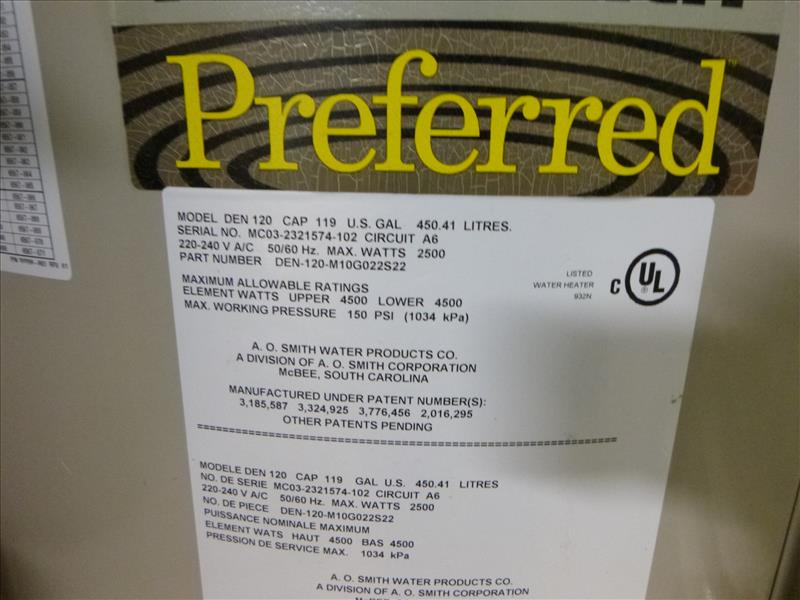 Preferred™
MODEL DEN 120 CAP 119 U.S. GAL 450.41 LITRES.
SERIAL NO. MC03-2321574-102 CIRCUIT A6
220-240 V A/C 50/60 Hz. MAX. WATTS 2500
PART NUMBER DEN-120-M10G022S22
LISTED
WATER HEATER
932N
C UL ®
MAXIMUM ALLOWABLE RATINGS
ELEMENT WATTS UPPER 4500 LOWER 4500
MAX. WORKING PRESSURE 150 PSI (1034 kPa)
A. O. SMITH WATER PRODUCTS CO.
A DIVISION OF A. O. SMITH CORPORATION
McBEE, SOUTH CAROLINA
MANUFACTURED UNDER PATENT NUMBER(S):
3,185,587 3,324,925 3,776,456 2,016,295
OTHER PATENTS PENDING
MODELE DEN 120 CAP 119 GAL U.S. 450.41 LITRES
NO. DE SERIE MC03-2321574-102 CIRCUIT A6
220-240 V A/C 50/60 Hz. MAX. WATTS 2500
NO. DE PIECE DEN-120-M10G022S22
PUISSANCE NOMINALE MAXIMUM
ELEMENT WATS HAUT 4500 BAS 4500
PRESSION DE SERVICE MAX. 1034 kPa
A. O. SMITH WATER PRODUCTS CO.
A DIVISION OF A. O. SMITH CORPORATION